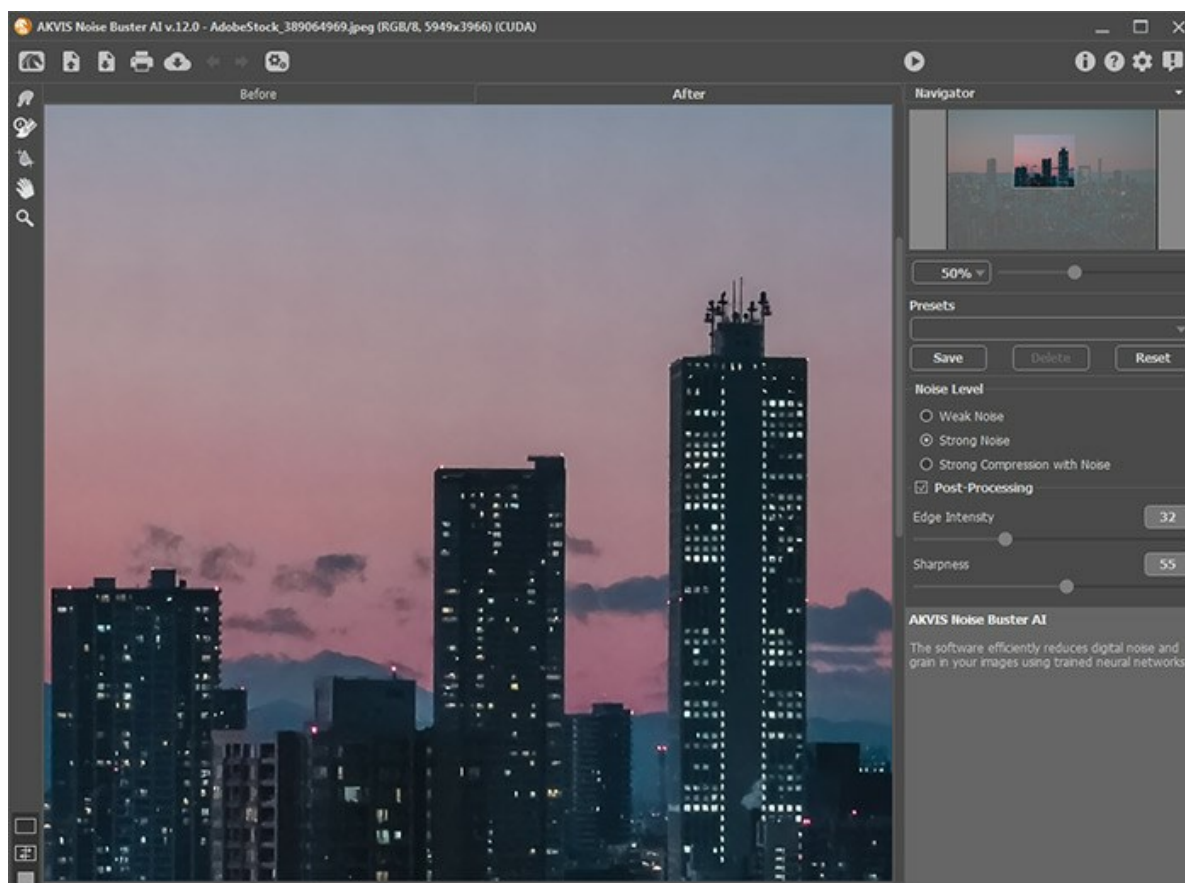 AKVIS Noise Buster AI v.12.0 - AdobeStock_389064969.jpeg (RGB/8, 5949x3966) (CUDA)
Before
After
Navigator
50%
Presets
Save
Delete
Reset
Noise Level
Weak Noise
Strong Noise
Strong Compression with Noise
Post-Processing
Edge Intensity
32
Sharpness
55
AKVIS Noise Buster AI
The software efficiently reduces digital noise and
grain in your images using trained neural networks